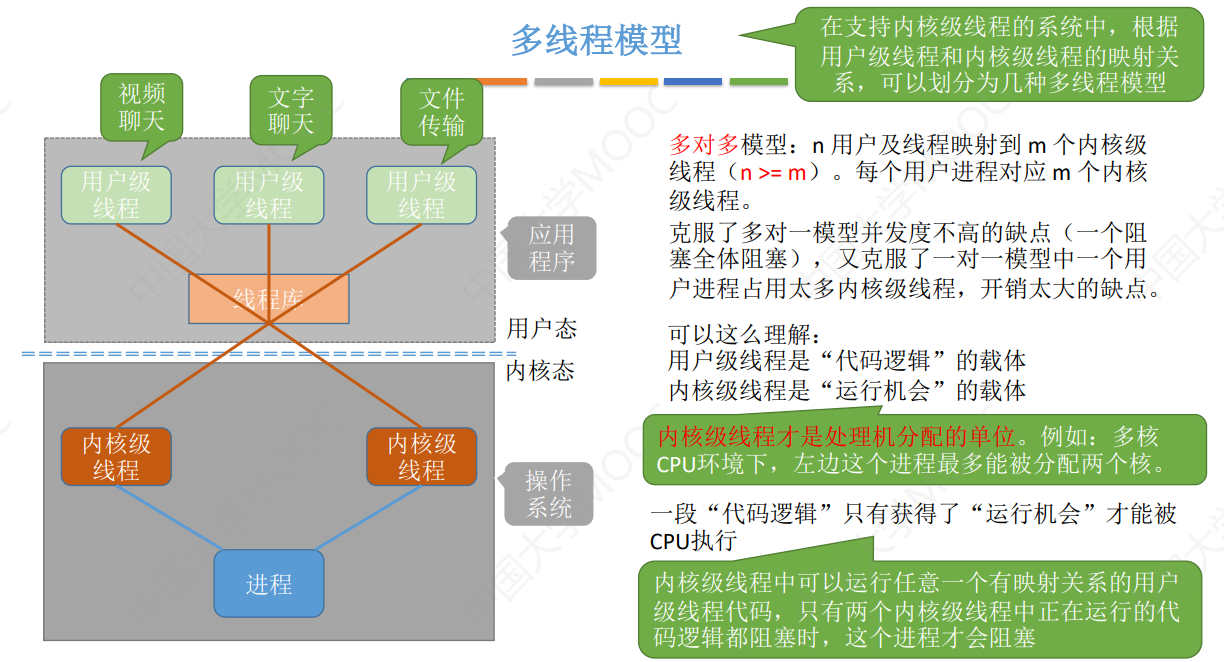 多线程模型
在支持内核级线程的系统中，根据
用户级线程和内核级线程的映射关
系，可以划分为几种多线程模型
视频
聊天
文字
聊天
文件
传输
用户级
线程
用户级
线程
用户级
线程
应用
程序
线程库
用户态
内核态
内核级
线程
内核级
线程
操作
系统
进程
多对多模型：n 用户及线程映射到 m 个内核级
线程（n >= m）。每个用户进程对应 m 个内核
级线程。
克服了多对一模型并发度不高的缺点（一个阻
塞全体阻塞），又克服了一对一模型中一个用
户进程占用太多内核级线程，开销太大的缺点。
可以这么理解：
用户级线程是“代码逻辑”的载体
内核级线程是“运行机会”的载体
内核级线程才是处理机分配的单位。例如：多核
CPU环境下，左边这个进程最多能被分配两个核。
一段“代码逻辑”只有获得了“运行机会”才能被
CPU执行
内核级线程中可以运行任意一个有映射关系的用户
级线程代码，只有两个内核级线程中正在运行的代
码逻辑都阻塞时，这个进程才会阻塞
中国大学MOOC